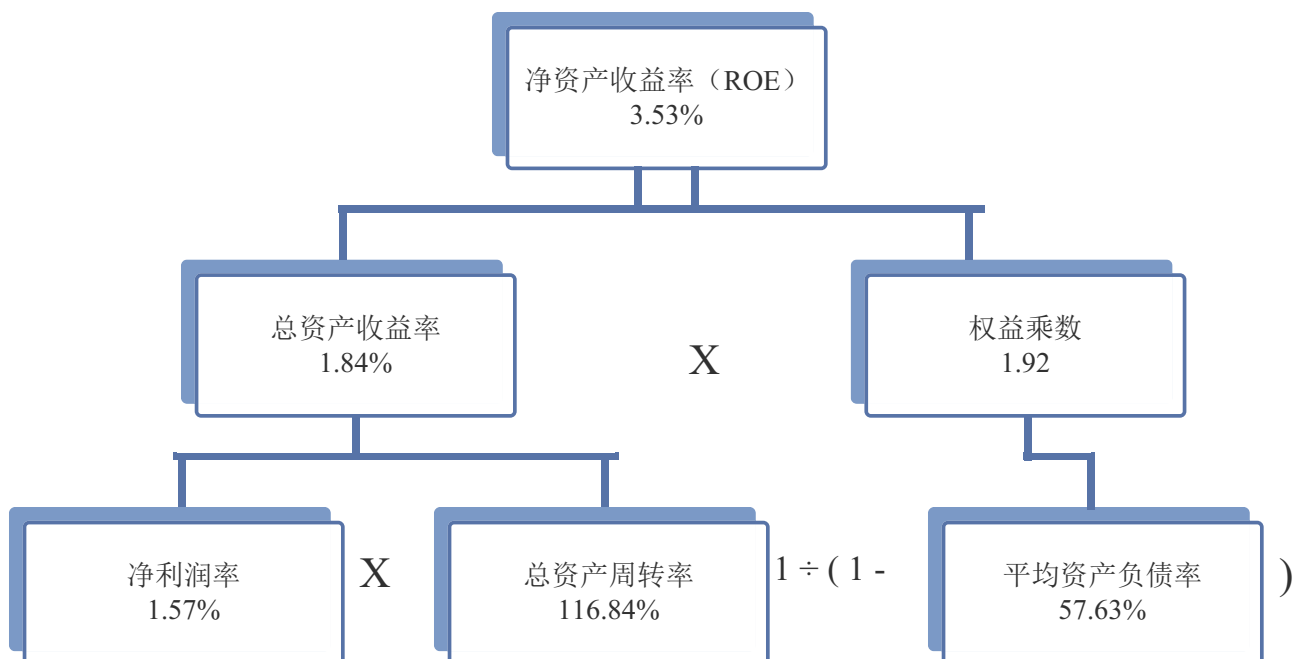 净资产收益率（ROE）
3.53%
总资产收益率
1.84%
X
权益乘数
1.92
净利润率
1.57%
X
总资产周转率
116.84%
1 ÷ ( 1 -
平均资产负债率
57.63%
)